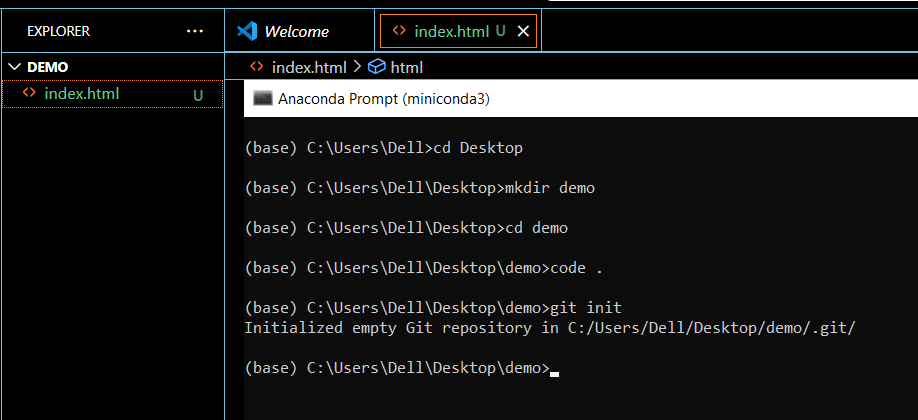 EXPLORER ...
Welcome
index.html U
DEMO
index.html > html
index.html U
Anaconda Prompt (miniconda3)
(base) C:\Users\Dell>cd Desktop
(base) C:\Users\Dell\Desktop>mkdir demo
(base) C:\Users\Dell\Desktop>cd demo
(base) C:\Users\Dell\Desktop\demo>code .
(base) C:\Users\Dell\Desktop\demo>git init
Initialized empty Git repository in C:/Users/Dell/Desktop/demo/.git/
(base) C:\Users\Dell\Desktop\demo>